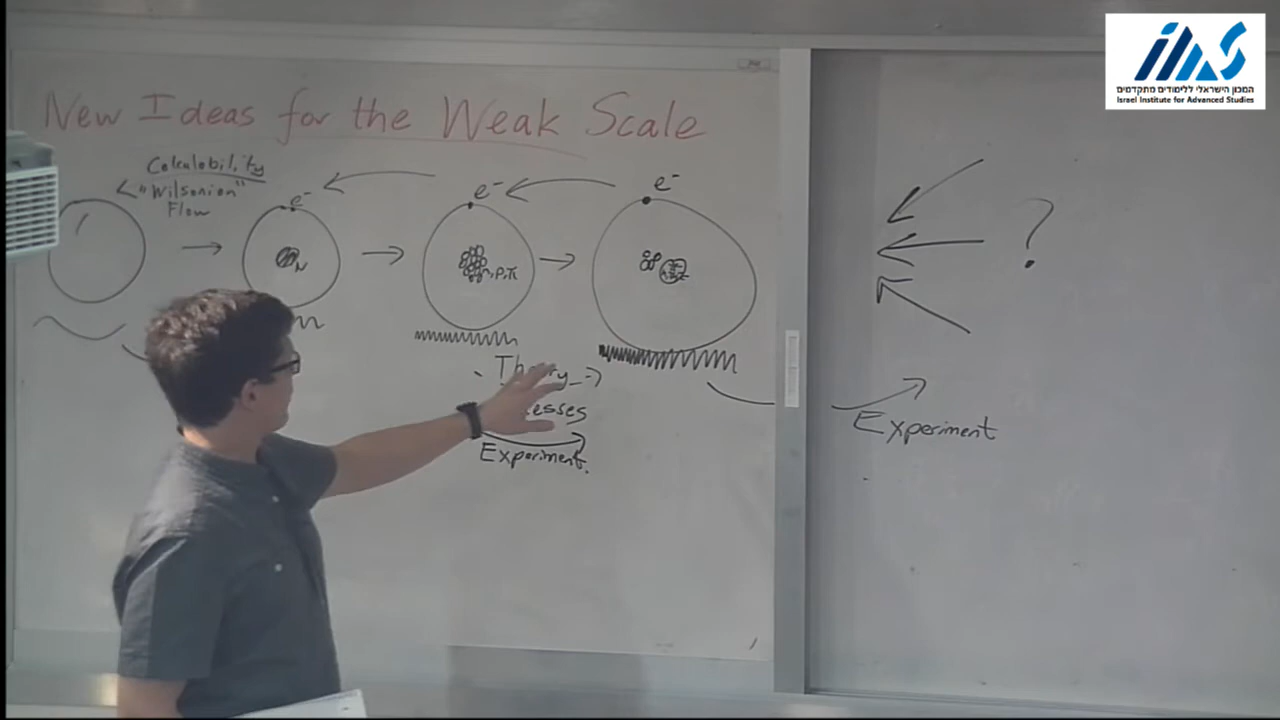 המכון הישראלי ללימודים מתקדמים
Israel Institute for Advanced Studies
New Ideas for the Weak Scale
Calculability
"Wilsonian"
Flow
e-
e-
e-
N
n,p,π
?
Theory
Experiment.
Experiment